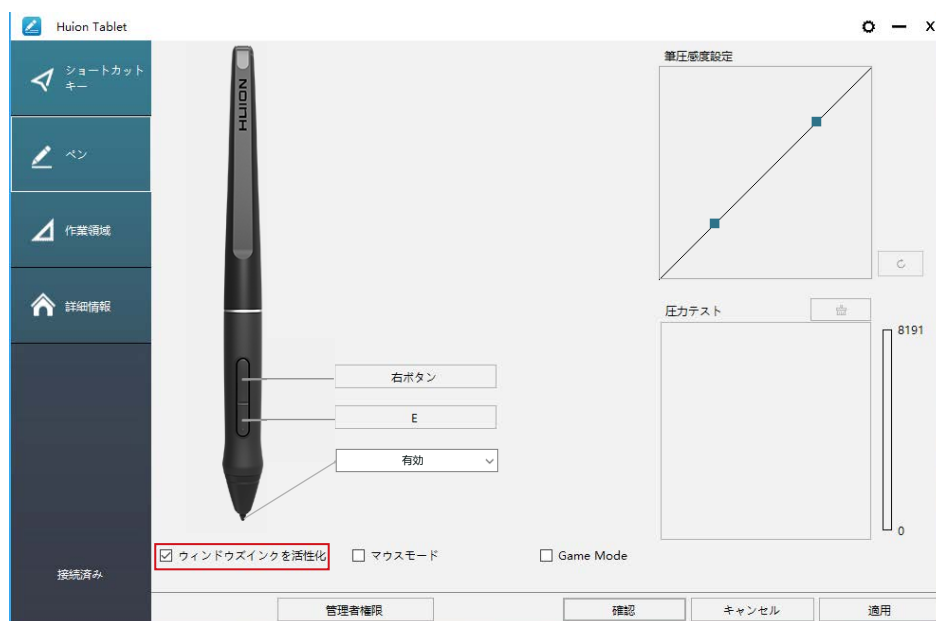 Huion Tablet
X
ショートカット
キー
ペン
作業領域
詳細情報
接続済み
HUION
右ボタン
E
有効
筆圧感度設定
圧力テスト
8191
0
ウィンドウズインクを活性化
マウスモード
Game Mode
管理者権限
確認
キャンセル
適用